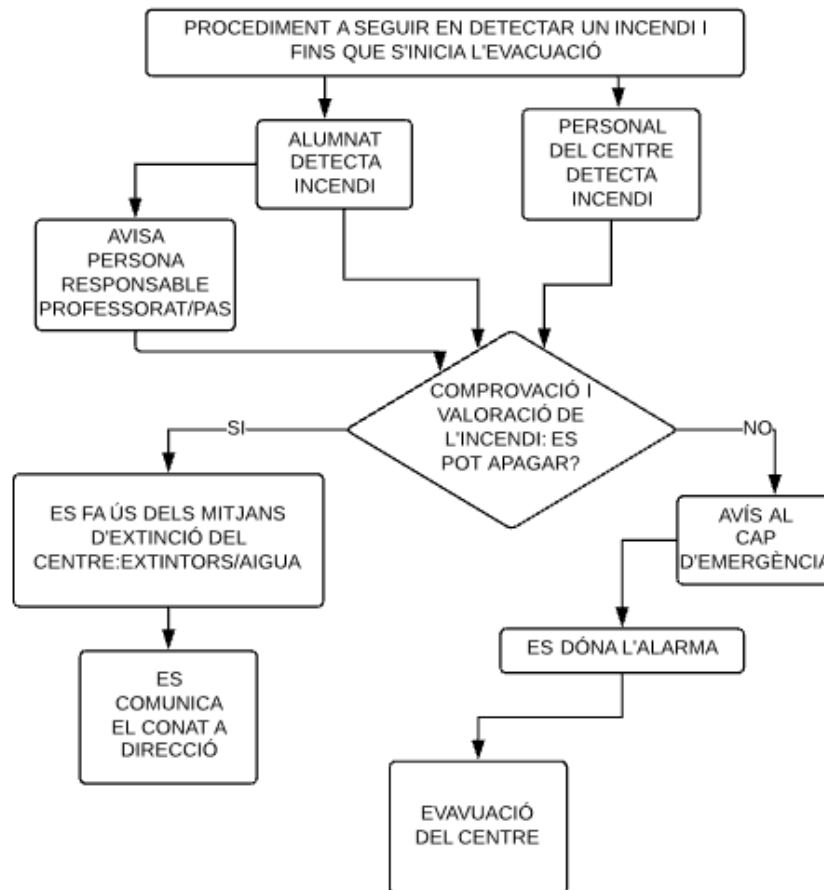 PROCEDIMENT A SEGUIR EN DETECTAR UN INCENDI I
FINS QUE S'INICIA L'EVACUACIÓ
ALUMNAT
DETECTA
INCENDI
PERSONAL
DEL CENTRE
DETECTA
INCENDI
AVISA
PERSONA
RESPONSABLE
PROFESSORAT/PAS
COMPROVACIÓ I
VALORACIÓ DE
L'INCENDI: ES
POT APAGAR?
SI
NO
ES FA ÚS DELS MITJANS
D'EXTINCIÓ DEL
CENTRE:EXTINTORS/AIGUA
AVÍS AL
CAP
D'EMERGÈNCIA
ES DÓNA L'ALARMA
ES
COMUNICA
EL CONAT A
DIRECCIÓ
EVAVUACIÓ
DEL CENTRE